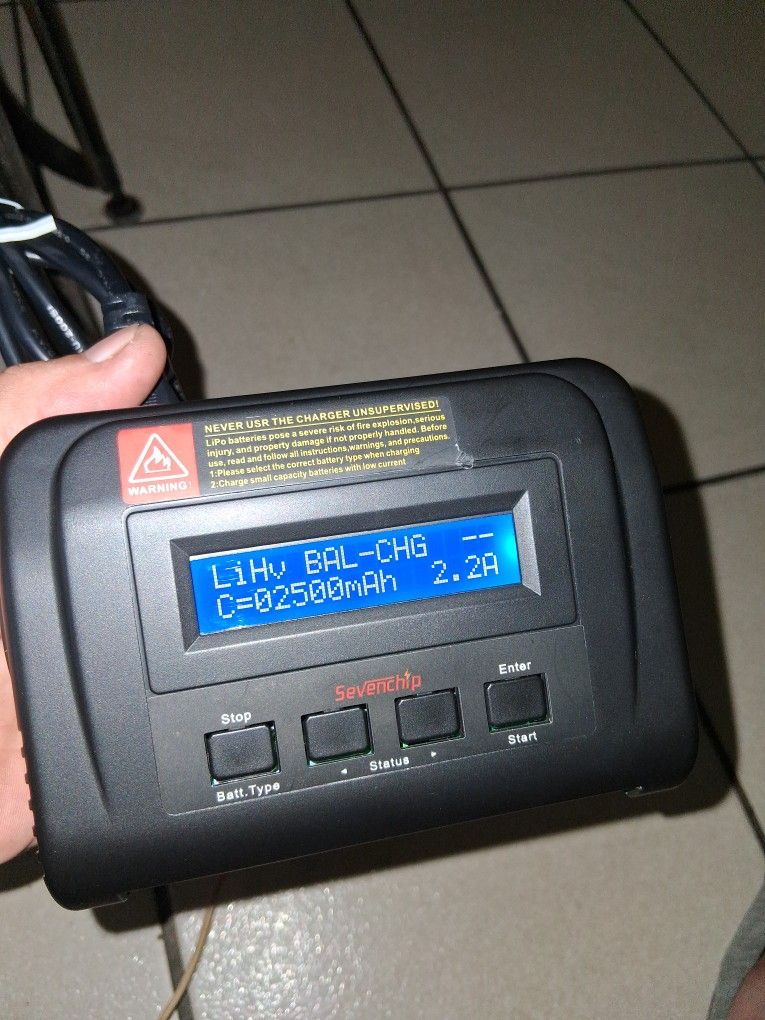 NEVER USR THE CHARGER UNSUPERVISED!
LiPo batteries pose a severe risk of fire explosion,serious
injury, and property damage if not properly handled. Before
use, read and follow all instructions,warnings, and precautions.
1:Please select the correct battery type when charging
2:Charge small capacity batteries with low current
WARNING!
LiHv BAL-CHG --
C=02500mAh 2.2A
Sevenchip
Stop
Enter
Batt.Type
◄ Status ►
Start